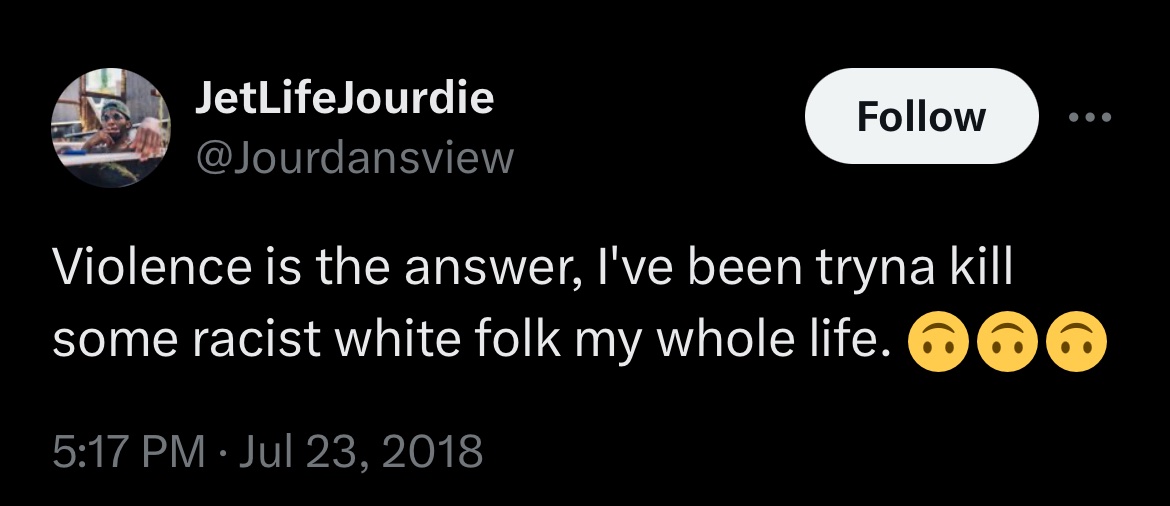 JetLifeJourdie
@Jourdansview
Follow
Violence is the answer, I've been tryna kill
some racist white folk my whole life. 🙃🙃🙃
5:17 PM · Jul 23, 2018